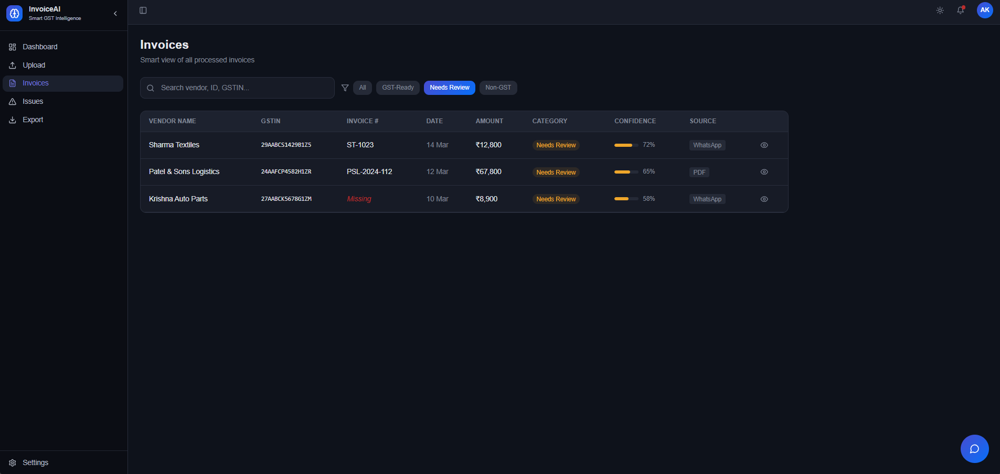 InvoiceAI
Smart GST Intelligence
AK
Dashboard
Upload
Invoices
Issues
Export
Settings
Invoices
Smart view of all processed invoices
Search vendor, ID, GSTIN...
All
GST-Ready
Needs Review
Non-GST
VENDOR NAME GSTIN INVOICE # DATE AMOUNT CATEGORY CONFIDENCE SOURCE
Sharma Textiles 29AABCS1429B1Z5 ST-1023 14 Mar ₹12,800 Needs Review 72% WhatsApp
Patel & Sons Logistics 24AAFCP4582H1ZR PSL-2024-112 12 Mar ₹67,800 Needs Review 65% PDF
Krishna Auto Parts 27AABCK5678G1ZM Missing 10 Mar ₹8,900 Needs Review 58% WhatsApp